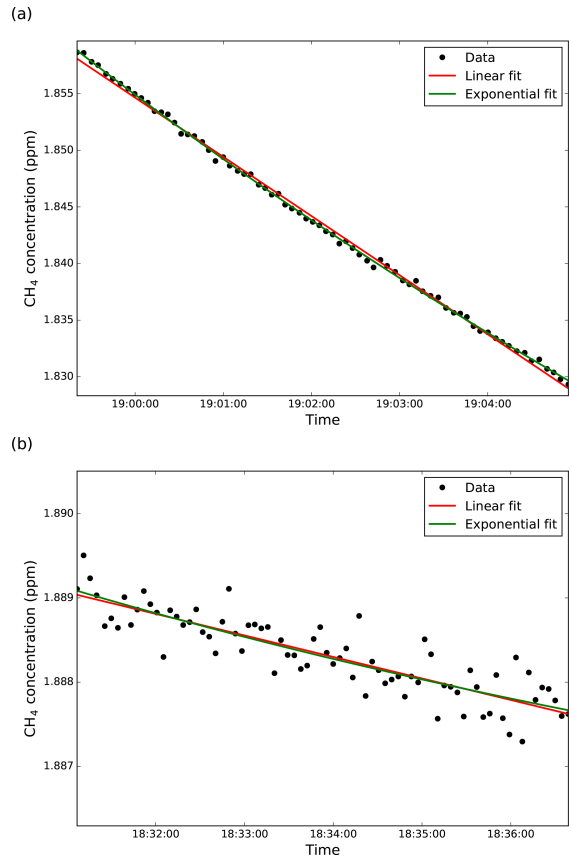 (a)
Data
Linear fit
Exponential fit
1.855
1.850
1.845
1.840
1.835
1.830
CH₄ concentration (ppm)
19:00:00 19:01:00 19:02:00 19:03:00 19:04:00
Time
(b)
Data
Linear fit
Exponential fit
1.890
1.889
1.888
1.887
CH₄ concentration (ppm)
18:32:00 18:33:00 18:34:00 18:35:00 18:36:00
Time